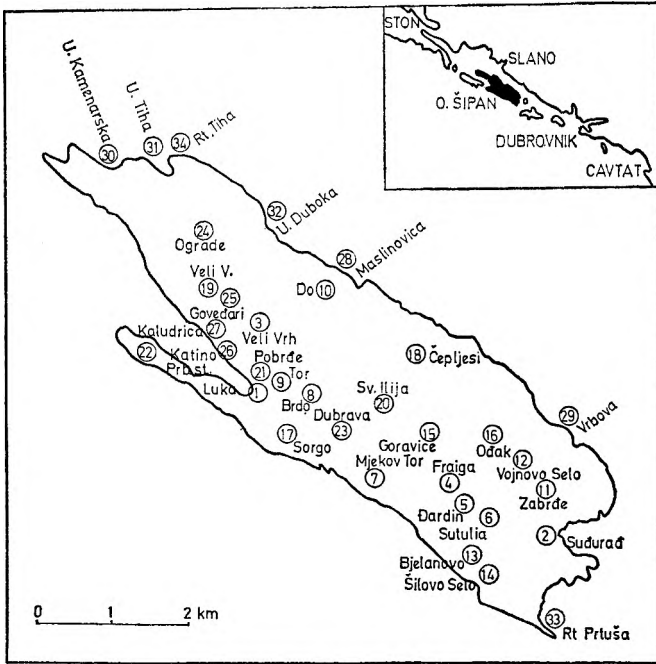 STON
SLANO
O. ŠIPAN
DUBROVNIK
CAVTAT
U. Kamenarska
30
U. Tiha
31
34
Rt. Tiha
32
U. Duboka
24
Ograde
28
Maslinovica
Veli V.
19
25
Do 10
Goveđari
Kaludrica 27
3
Veli Vrh
22
Katino 26
Prb.st.
Pobrđe
21
Tor
9
18 Čepljesi
Luka 1
8
Brdo
Sv. Ilija
20
Dubrava
23
29
Vrbova
17
Sorgo
15
Goravice
16
Ođak
12
Vojnovo Selo
Mjekov Tor
7
Fraiga
4
11
Zabrđe
5
Đardin
6
Sutulia
2
Suđurađ
Bjelanovo 13
Šilovo Selo 14
33
Rt Prtuša
0 1 2 km